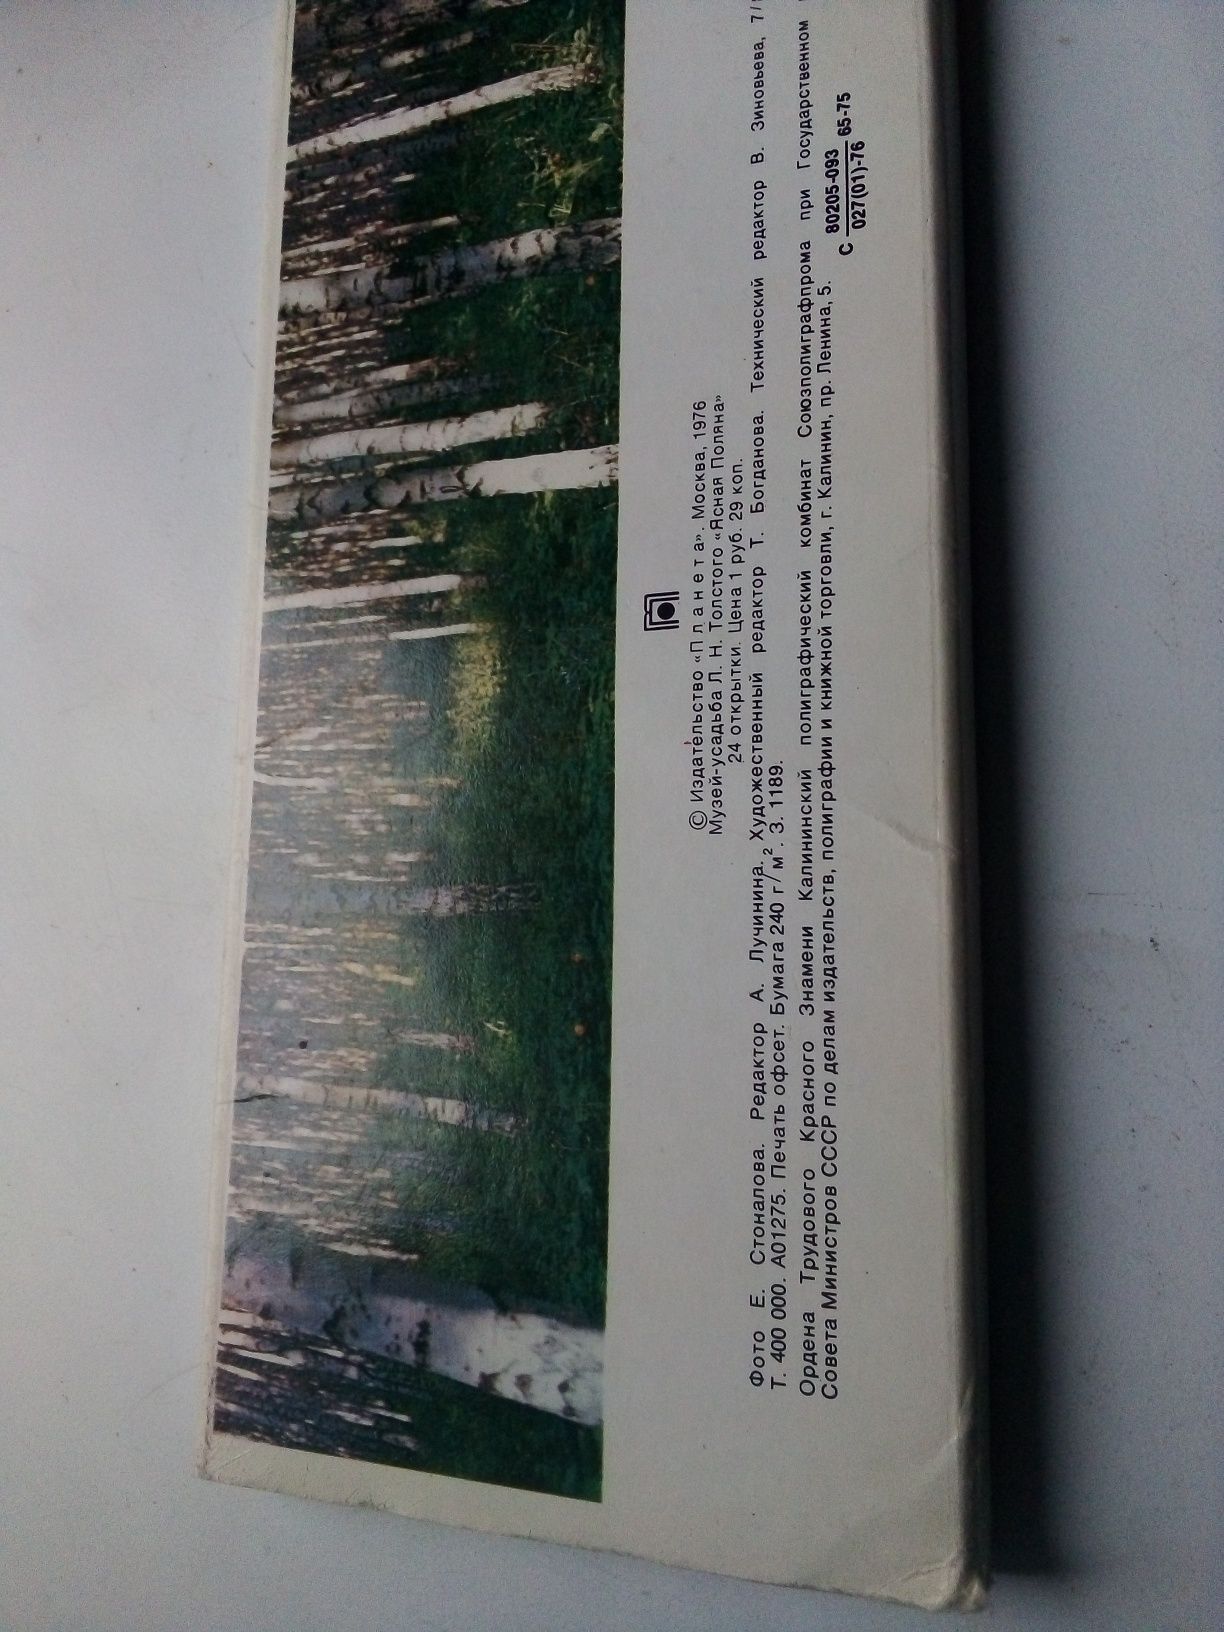 © Издательство «Планета». Москва, 1976
Музей-усадьба Л. Н. Толстого «Ясная Поляна»
24 открытки. Цена 1 руб. 29 коп.
Фото Е. Стоналова. Редактор А. Лучинина. Художественный редактор Т. Богданова. Технический редактор В. Зиновьева, 7/
Т. 400 000. А01275. Печать офсет. Бумага 240 г/м². З. 1189.
Ордена Трудового Красного Знамени Калининский полиграфический комбинат Союзполиграфпрома при Государственном
Совета Министров СССР по делам издательств, полиграфии и книжной торговли, г. Калинин, пр. Ленина, 5.
С 80205-093 65-75
027(01)-76